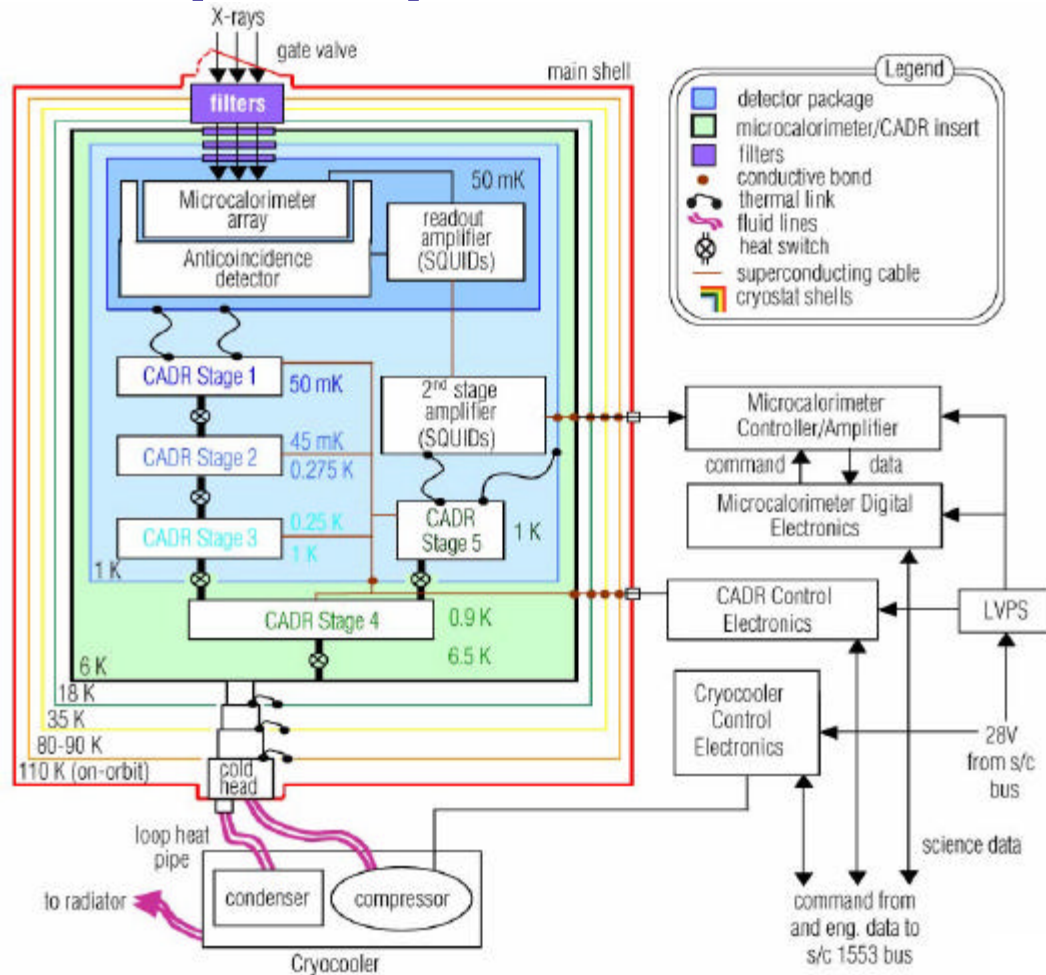 X-rays
gate valve
main shell
filters
Legend
detector package
microcalorimeter/CADR insert
filters
conductive bond
thermal link
fluid lines
heat switch
superconducting cable
cryostat shells
50 mK
Microcalorimeter
array
readout
amplifier
(SQUIDs)
Anticoincidence
detector
CADR Stage 1
50 mK
2nd stage
amplifier
(SQUIDs)
CADR Stage 2
45 mK
0.275 K
CADR Stage 3
0.25 K
1 K
CADR
Stage 5
1 K
1 K
CADR Stage 4
0.9 K
6.5 K
6 K
18 K
35 K
80-90 K
110 K (on-orbit)
cold
head
Microcalorimeter
Controller/Amplifier
command
data
Microcalorimeter Digital
Electronics
CADR Control
Electronics
LVPS
Cryocooler
Control
Electronics
28V
from s/c
bus
science data
command from
and eng. data to
s/c 1553 bus
loop heat
pipe
condenser
compressor
to radiator
Cryocooler